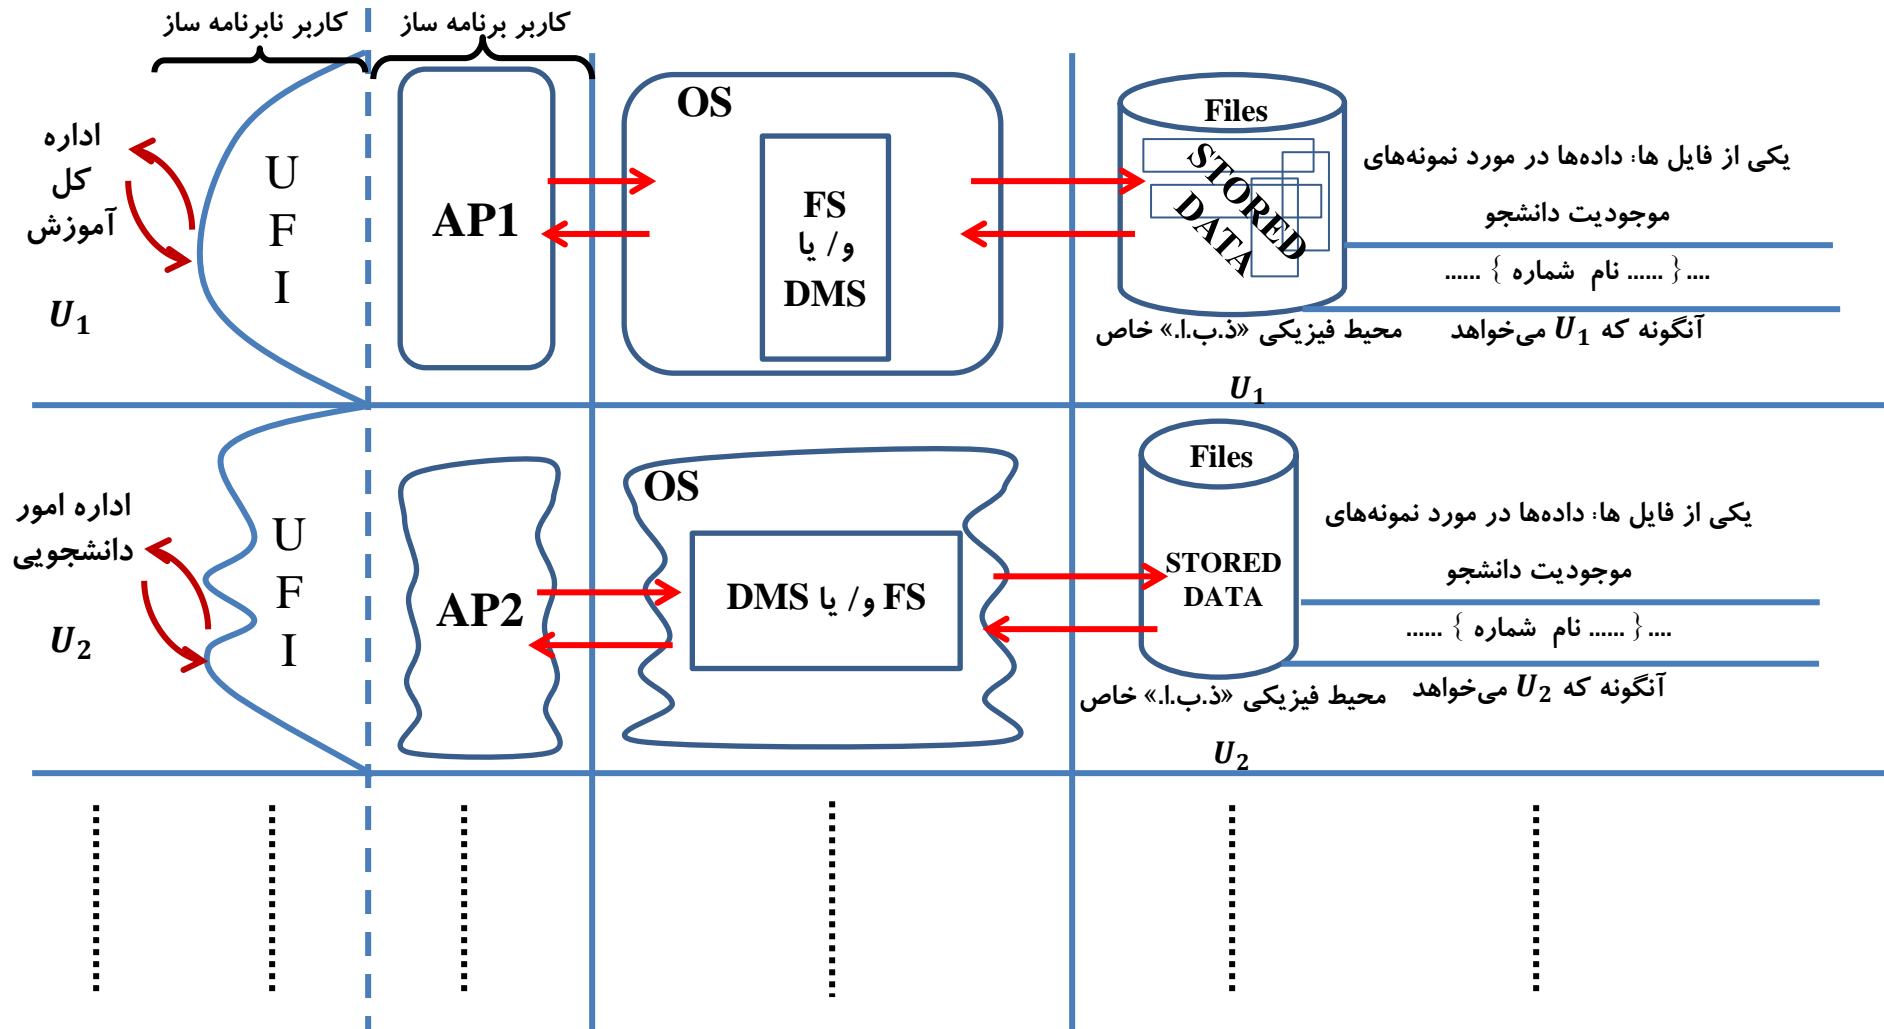 کاربر نابرنامه ساز
کاربر برنامه ساز
اداره
کل
آموزش
U1
U
F
I
AP1
OS
FS
و/ یا
DMS
Files
STORED
DATA
یکی از فایل ها: داده‌ها در مورد نمونه‌های
موجودیت دانشجو
...... { شماره نام ...... }....
آنگونه که U1 می‌خواهد
محیط فیزیکی «ذ.ب.ا.» خاص
U1
اداره امور
دانشجویی
U2
U
F
I
AP2
OS
FS و/ یا DMS
Files
STORED
DATA
یکی از فایل ها: داده‌ها در مورد نمونه‌های
موجودیت دانشجو
...... { شماره نام ...... }....
آنگونه که U2 می‌خواهد
محیط فیزیکی «ذ.ب.ا.» خاص
U2